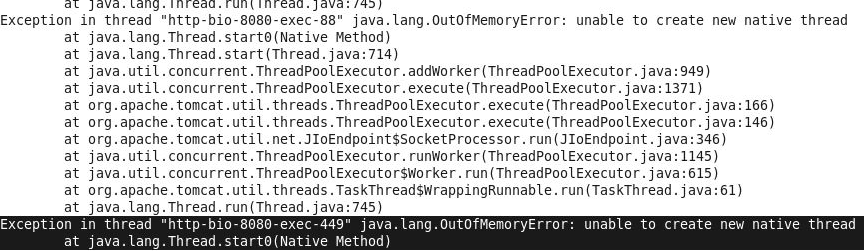 at java.lang.Thread.run(Thread.java:745)
Exception in thread "http-bio-8080-exec-88" java.lang.OutOfMemoryError: unable to create new native thread
at java.lang.Thread.start0(Native Method)
at java.lang.Thread.start(Thread.java:714)
at java.util.concurrent.ThreadPoolExecutor.addWorker(ThreadPoolExecutor.java:949)
at java.util.concurrent.ThreadPoolExecutor.execute(ThreadPoolExecutor.java:1371)
at org.apache.tomcat.util.threads.ThreadPoolExecutor.execute(ThreadPoolExecutor.java:166)
at org.apache.tomcat.util.threads.ThreadPoolExecutor.execute(ThreadPoolExecutor.java:146)
at org.apache.tomcat.util.net.JIoEndpoint$SocketProcessor.run(JIoEndpoint.java:346)
at java.util.concurrent.ThreadPoolExecutor.runWorker(ThreadPoolExecutor.java:1145)
at java.util.concurrent.ThreadPoolExecutor$Worker.run(ThreadPoolExecutor.java:615)
at org.apache.tomcat.util.threads.TaskThread$WrappingRunnable.run(TaskThread.java:61)
at java.lang.Thread.run(Thread.java:745)
Exception in thread "http-bio-8080-exec-449" java.lang.OutOfMemoryError: unable to create new native thread
at java.lang.Thread.start0(Native Method)